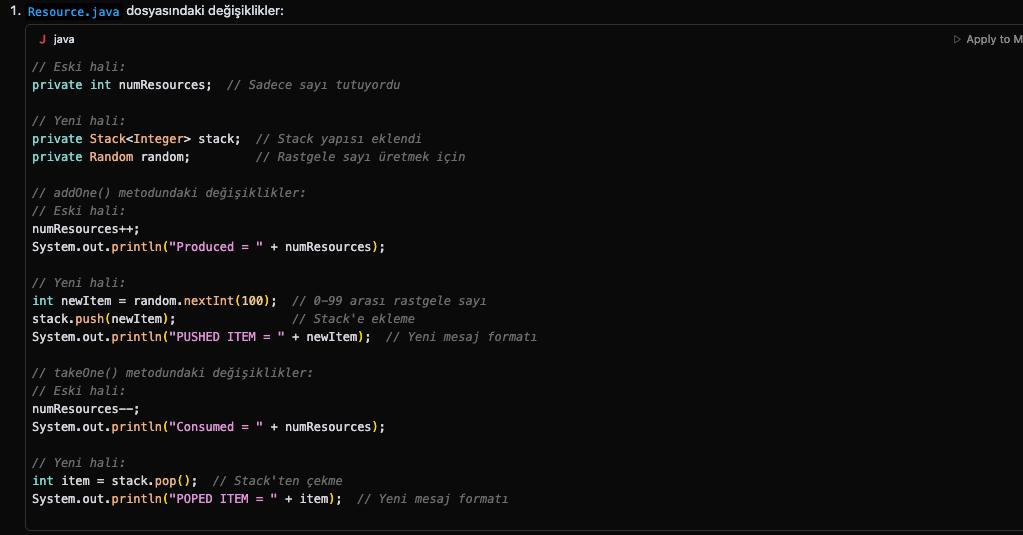 1. Resource.java dosyasındaki değişiklikler:
J java
Apply to M
// Eski hali:
private int numResources;  // Sadece sayı tutuyordu
// Yeni hali:
private Stack<Integer> stack;  // Stack yapısı eklendi
private Random random;         // Rastgele sayı üretmek için
// addOne() metodundaki değişiklikler:
// Eski hali:
numResources++;
System.out.println("Produced = " + numResources);
// Yeni hali:
int newItem = random.nextInt(100);  // 0-99 arası rastgele sayı
stack.push(newItem);                // Stack'e ekleme
System.out.println("PUSHED ITEM = " + newItem);  // Yeni mesaj formatı
// takeOne() metodundaki değişiklikler:
// Eski hali:
numResources--;
System.out.println("Consumed = " + numResources);
// Yeni hali:
int item = stack.pop();  // Stack'ten çekme
System.out.println("POPED ITEM = " + item);  // Yeni mesaj formatı